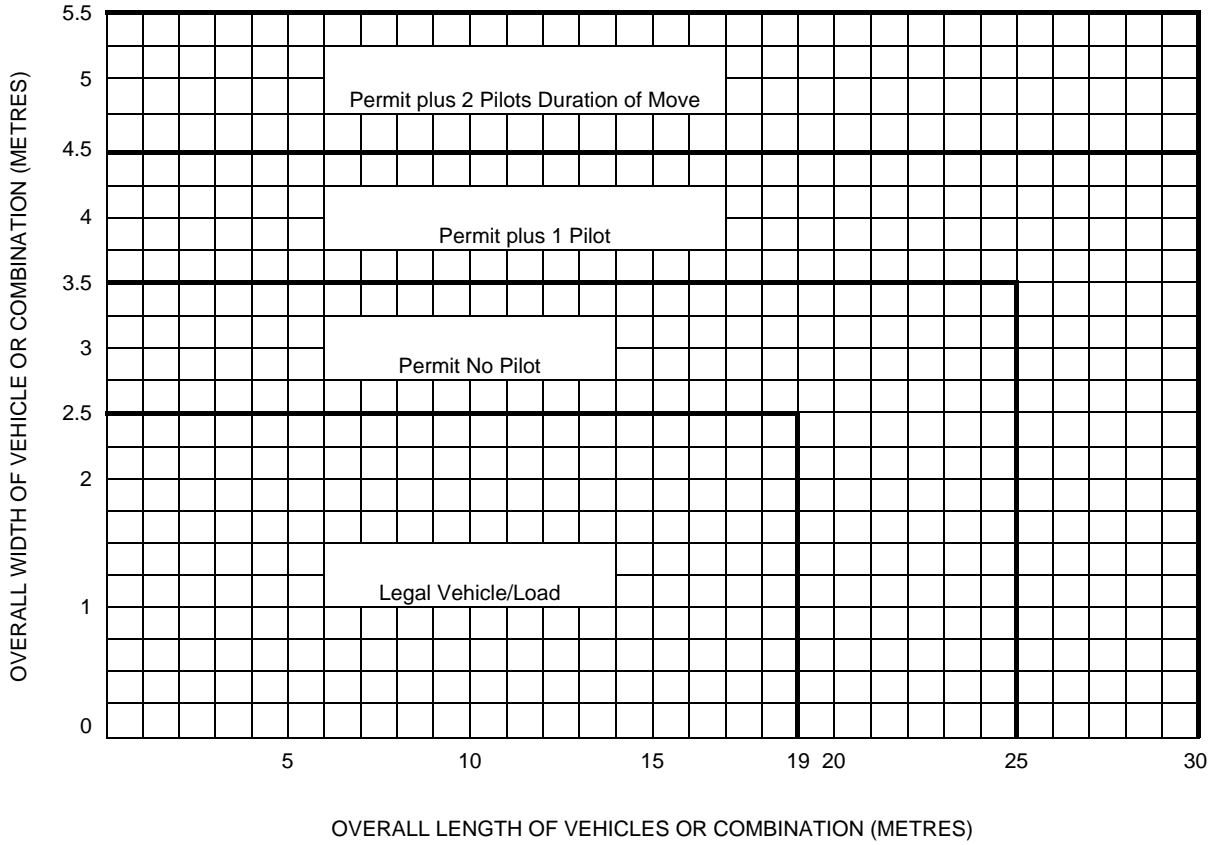 5.5
5
Permit plus 2 Pilots Duration of Move
4.5
4
Permit plus 1 Pilot
3.5
3
Permit No Pilot
2.5
2
Legal Vehicle/Load
1
0
OVERALL WIDTH OF VEHICLE OR COMBINATION (METRES)
5 10 15 19 20 25 30
OVERALL LENGTH OF VEHICLES OR COMBINATION (METRES)